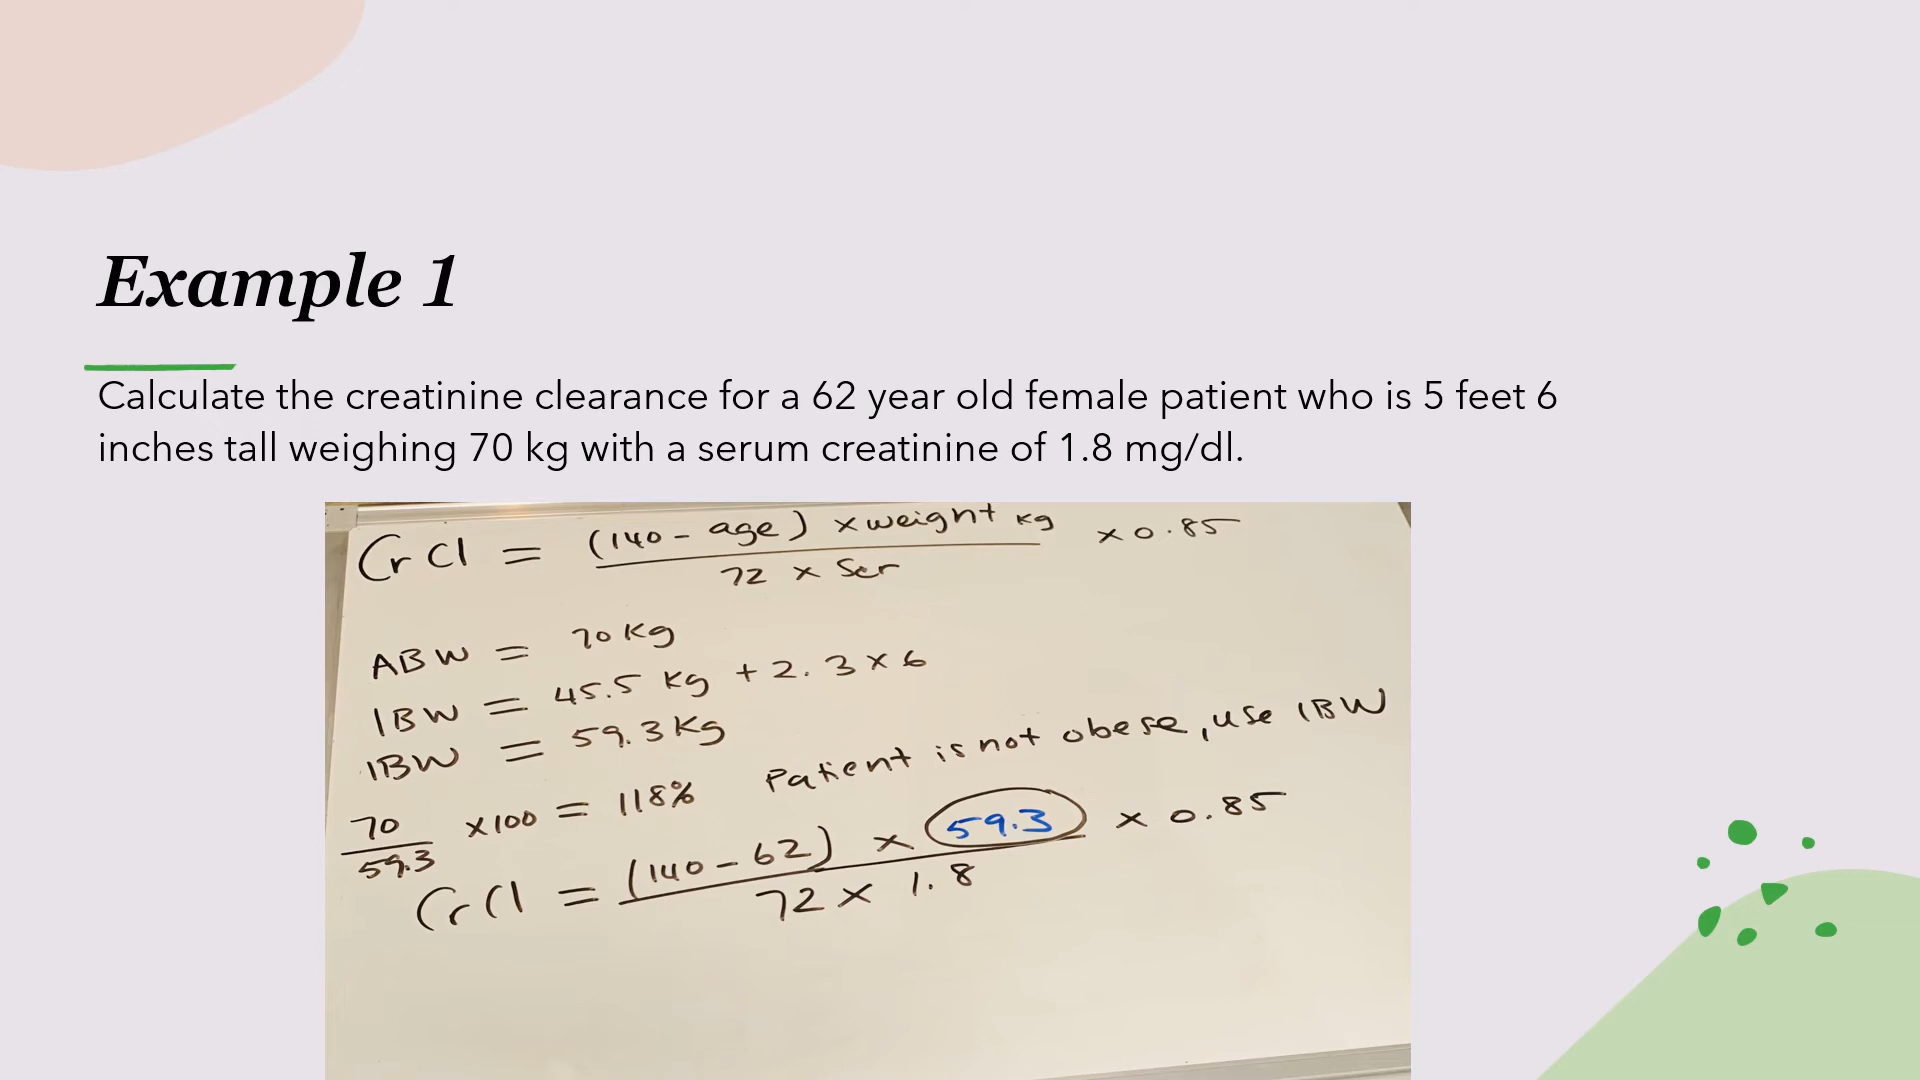 Example 1
Calculate the creatinine clearance for a 62 year old female patient who is 5 feet 6
inches tall weighing 70 kg with a serum creatinine of 1.8 mg/dl.
CrCl = (140 - age) x weight kg / 72 x Scr x 0.85
ABW = 70 Kg
IBW = 45.5 Kg + 2.3 x 6
IBW = 59.3 Kg
70 / 59.3 x 100 = 118% Patient is not obese, use IBW
CrCl = (140 - 62) x 59.3 / 72 x 1.8 x 0.85